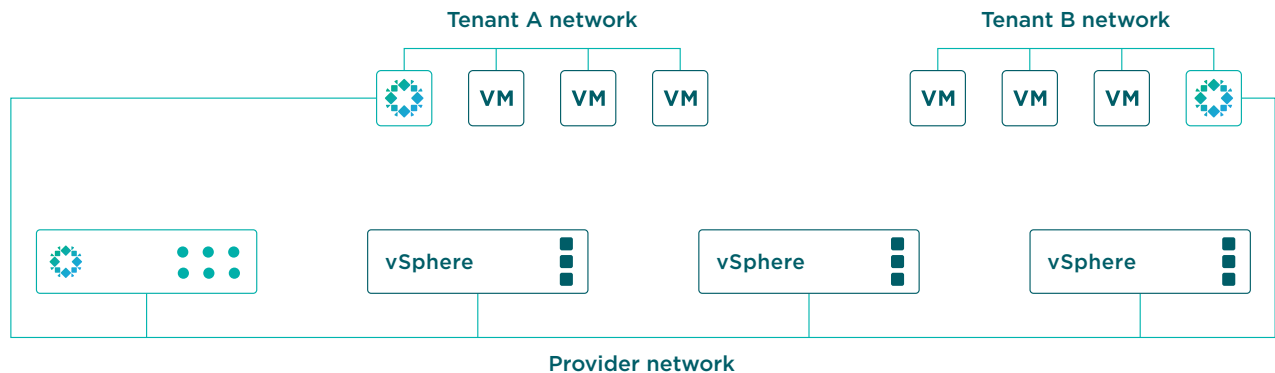 Tenant A network
Tenant B network
VM
VM
VM
VM
VM
VM
vSphere
vSphere
vSphere
Provider network